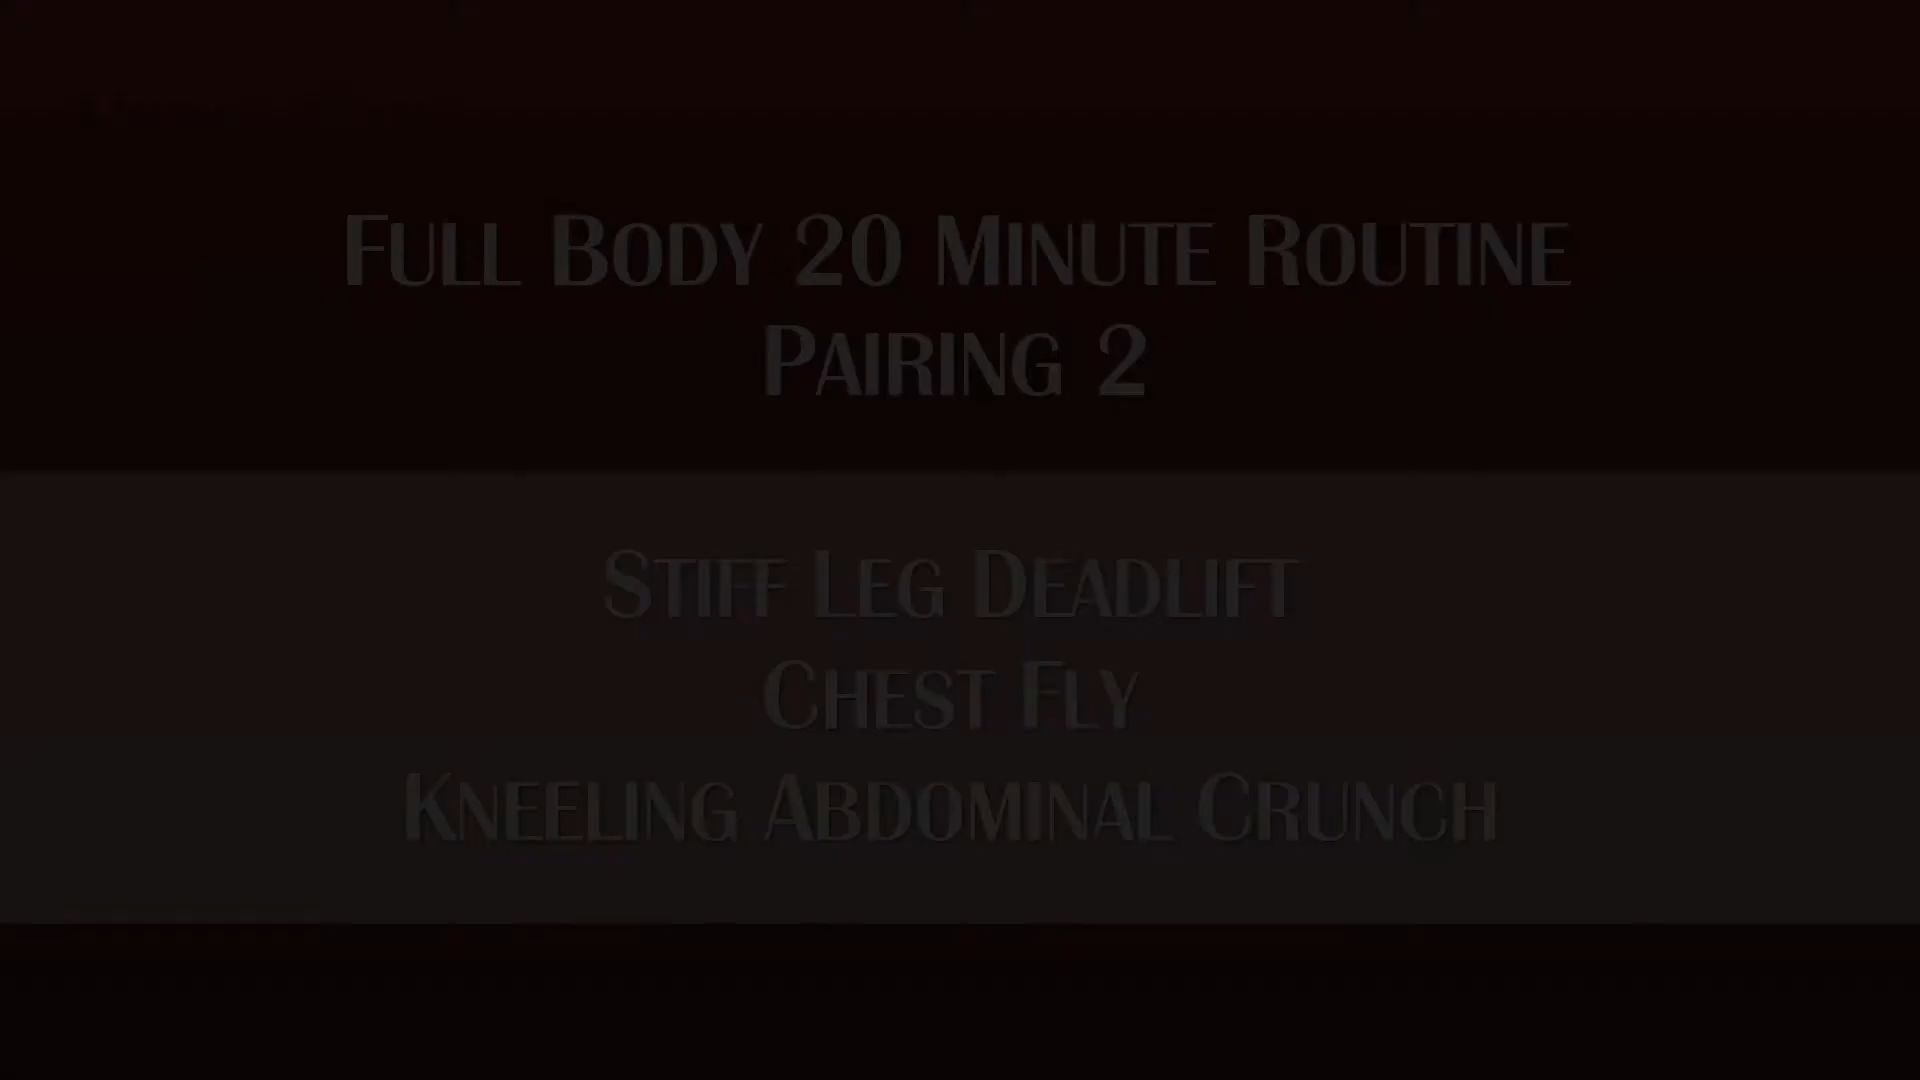 Full Body 20 Minute Routine
Pairing 2
Stiff Leg Deadlift
Chest Fly
Kneeling Abdominal Crunch